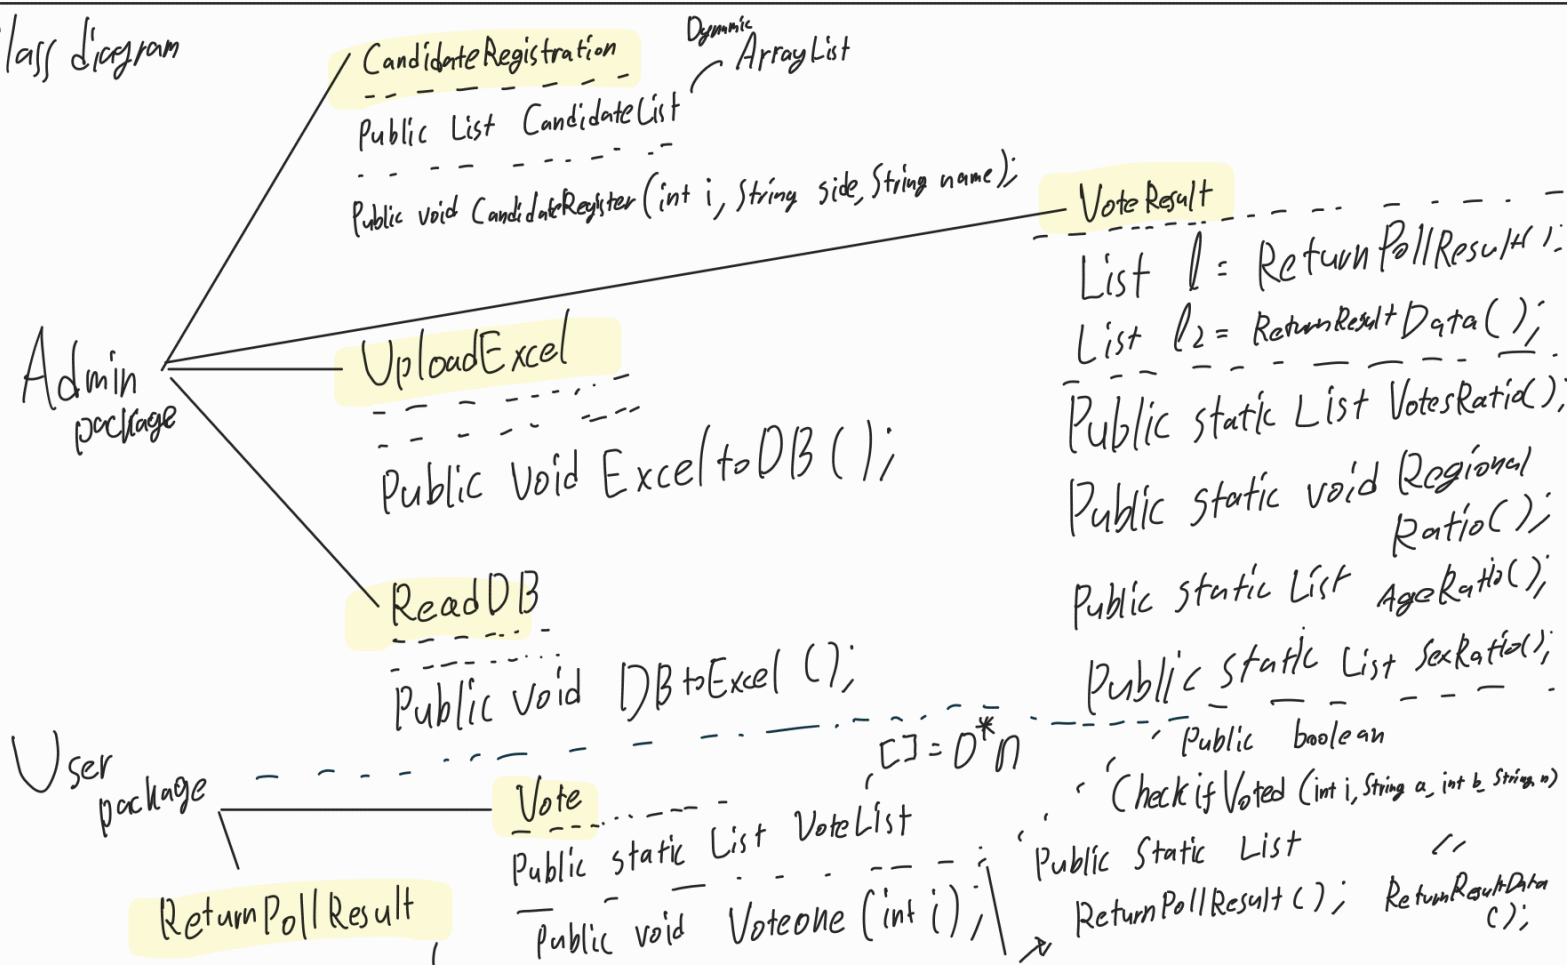 lass diagram
CandidateRegistration
Dynamic
ArrayList
Public List CandidateList
Public void CandidateRegister(int i, String side, String name);
VoteResult
List l = ReturnPollResult();
List l2 = ReturnResultData();
Public static List VotesRatio();
Public static void Regional
Ratio();
Public static List AgeRatio();
Public static List SexRatio();
Admin
package
UploadExcel
Public void ExceltoDB();
ReadDB
Public void DBtoExcel();
User
package
[] = 0*n
Vote
Public static List VoteList
Public void Voteone(int i);
Public boolean
CheckifVoted (int i, String a, int b, String n)
Public Static List
ReturnPollResult();
" ReturnResultData
();
ReturnPollResult